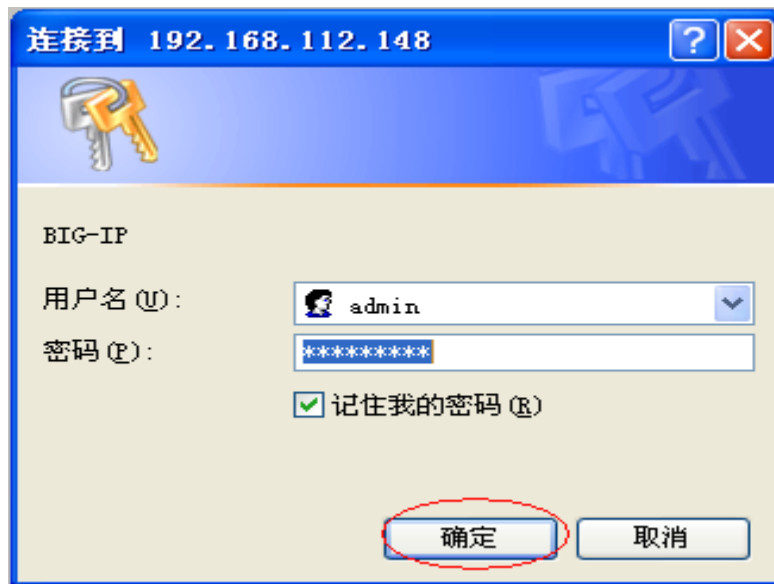 连接到 192.168.112.148
BIG-IP
用户名(U):
admin
密码(P):
*********
记住我的密码(R)
确定
取消